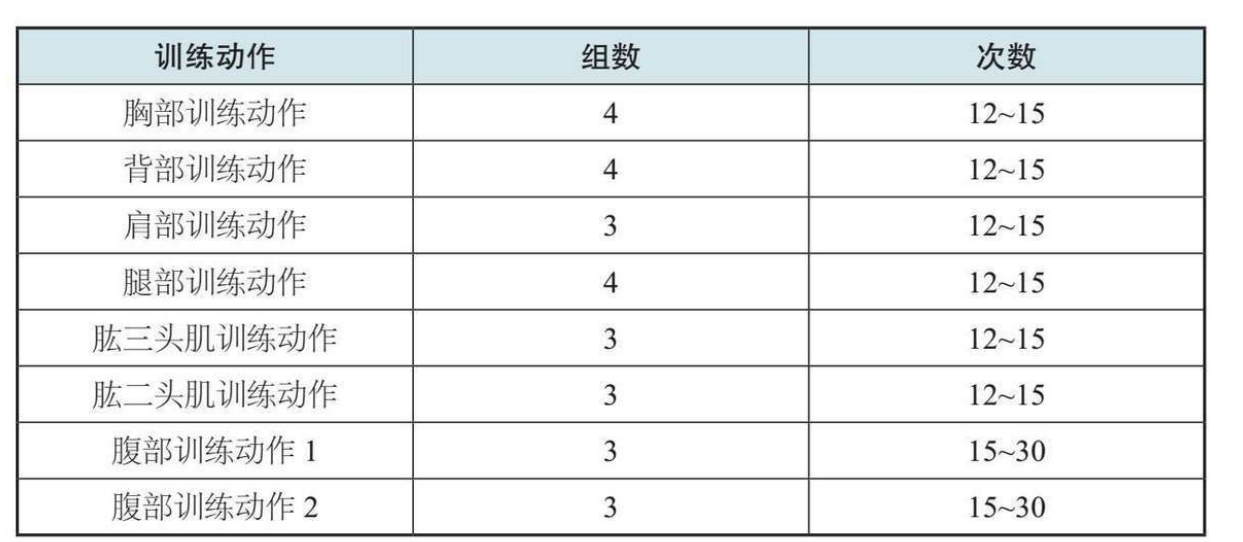 训练动作 组数 次数
胸部训练动作 4 12~15
背部训练动作 4 12~15
肩部训练动作 3 12~15
腿部训练动作 4 12~15
肱三头肌训练动作 3 12~15
肱二头肌训练动作 3 12~15
腹部训练动作 1 3 15~30
腹部训练动作 2 3 15~30